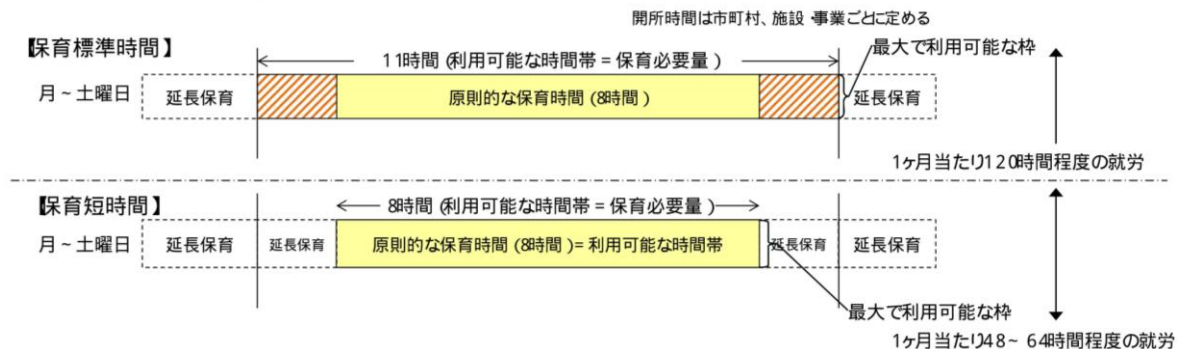 開所時間は市町村、施設・事業ごとに定める
【保育標準時間】
最大で利用可能な枠
11時間(利用可能な時間帯=保育必要量)
月~土曜日
延長保育
原則的な保育時間(8時間)
延長保育
1ヶ月当たり120時間程度の就労
【保育短時間】
8時間(利用可能な時間帯=保育必要量)
月~土曜日
延長保育
延長保育
原則的な保育時間(8時間)=利用可能な時間帯
延長保育
延長保育
最大で利用可能な枠
1ヶ月当たり48~64時間程度の就労